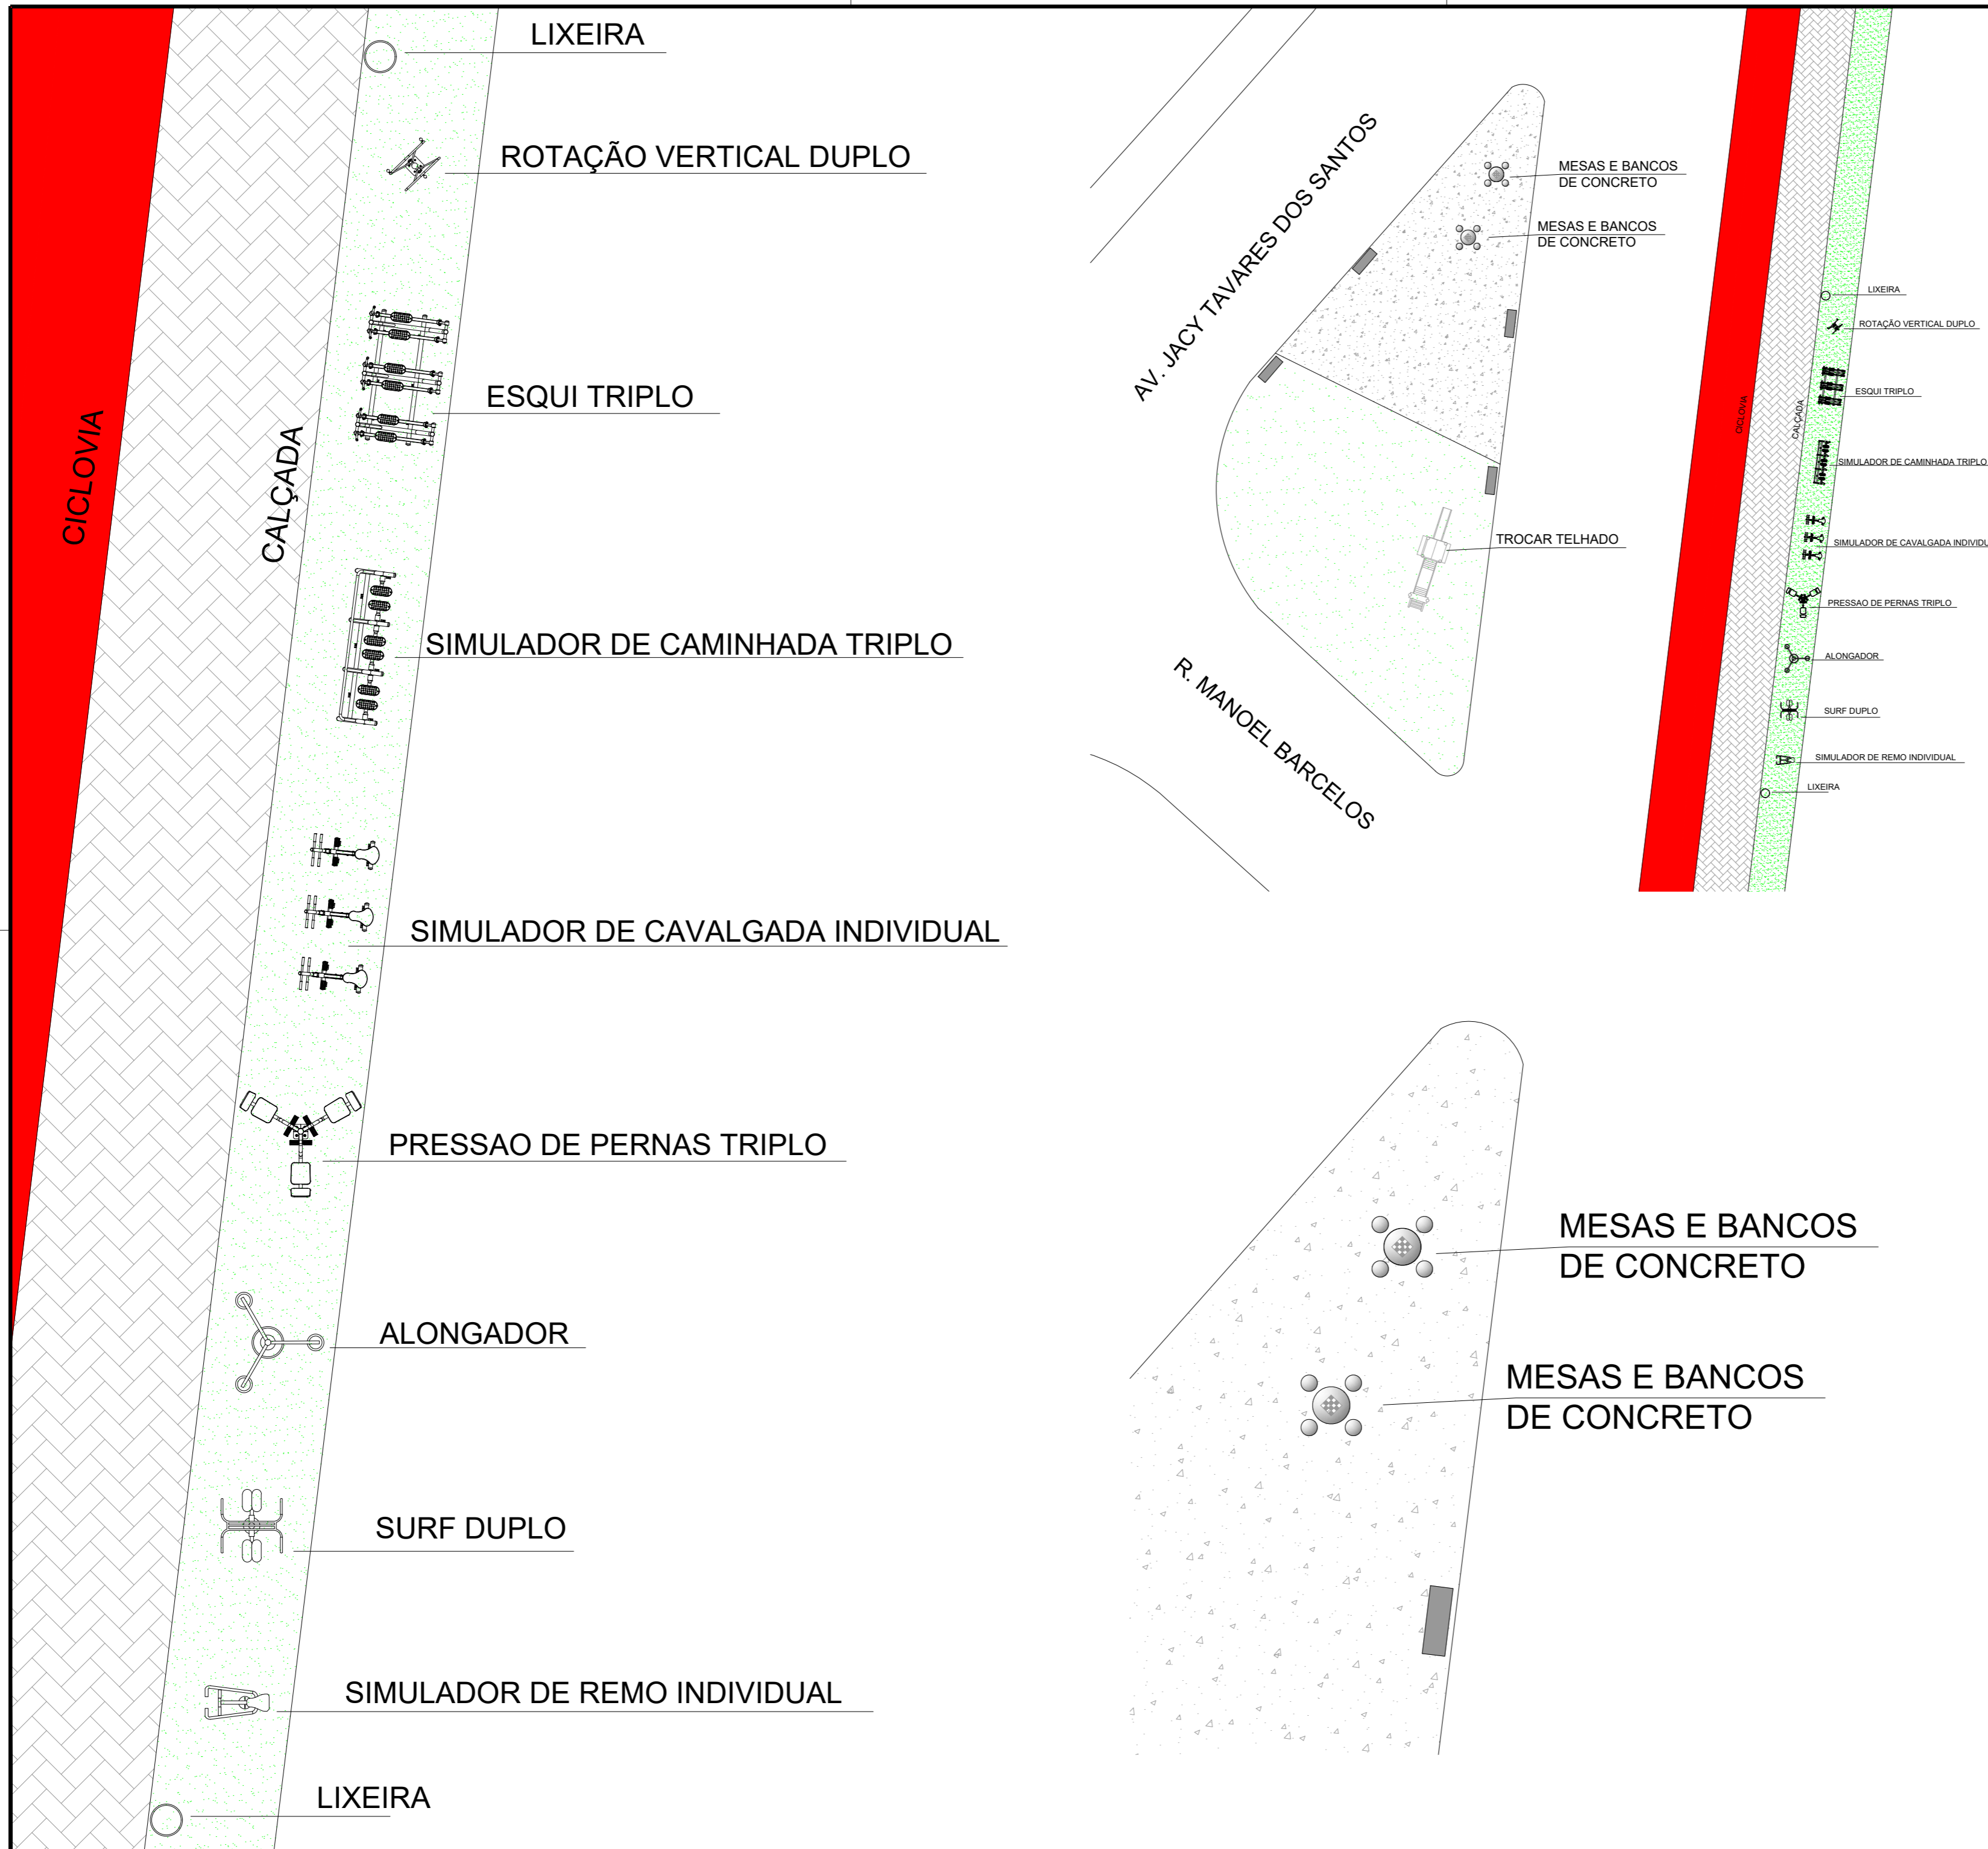 LIXEIRA
ROTAÇÃO VERTICAL DUPLO
ESQUI TRIPLO
CICLOVIA
CALÇADA
SIMULADOR DE CAMINHADA TRIPLO
SIMULADOR DE CAVALGADA INDIVIDUAL
PRESSAO DE PERNAS TRIPLO
ALONGADOR
SURF DUPLO
SIMULADOR DE REMO INDIVIDUAL
LIXEIRA
AV. JACY TAVARES DOS SANTOS
MESAS E BANCOS
DE CONCRETO
MESAS E BANCOS
DE CONCRETO
TROCAR TELHADO
R. MANOEL BARCELOS
CICLOVIA
CALÇADA
LIXEIRA
ROTAÇÃO VERTICAL DUPLO
ESQUI TRIPLO
SIMULADOR DE CAMINHADA TRIPLO
SIMULADOR DE CAVALGADA INDIVIDU
PRESSAO DE PERNAS TRIPLO
ALONGADOR
SURF DUPLO
SIMULADOR DE REMO INDIVIDUAL
LIXEIRA
MESAS E BANCOS
DE CONCRETO
MESAS E BANCOS
DE CONCRETO